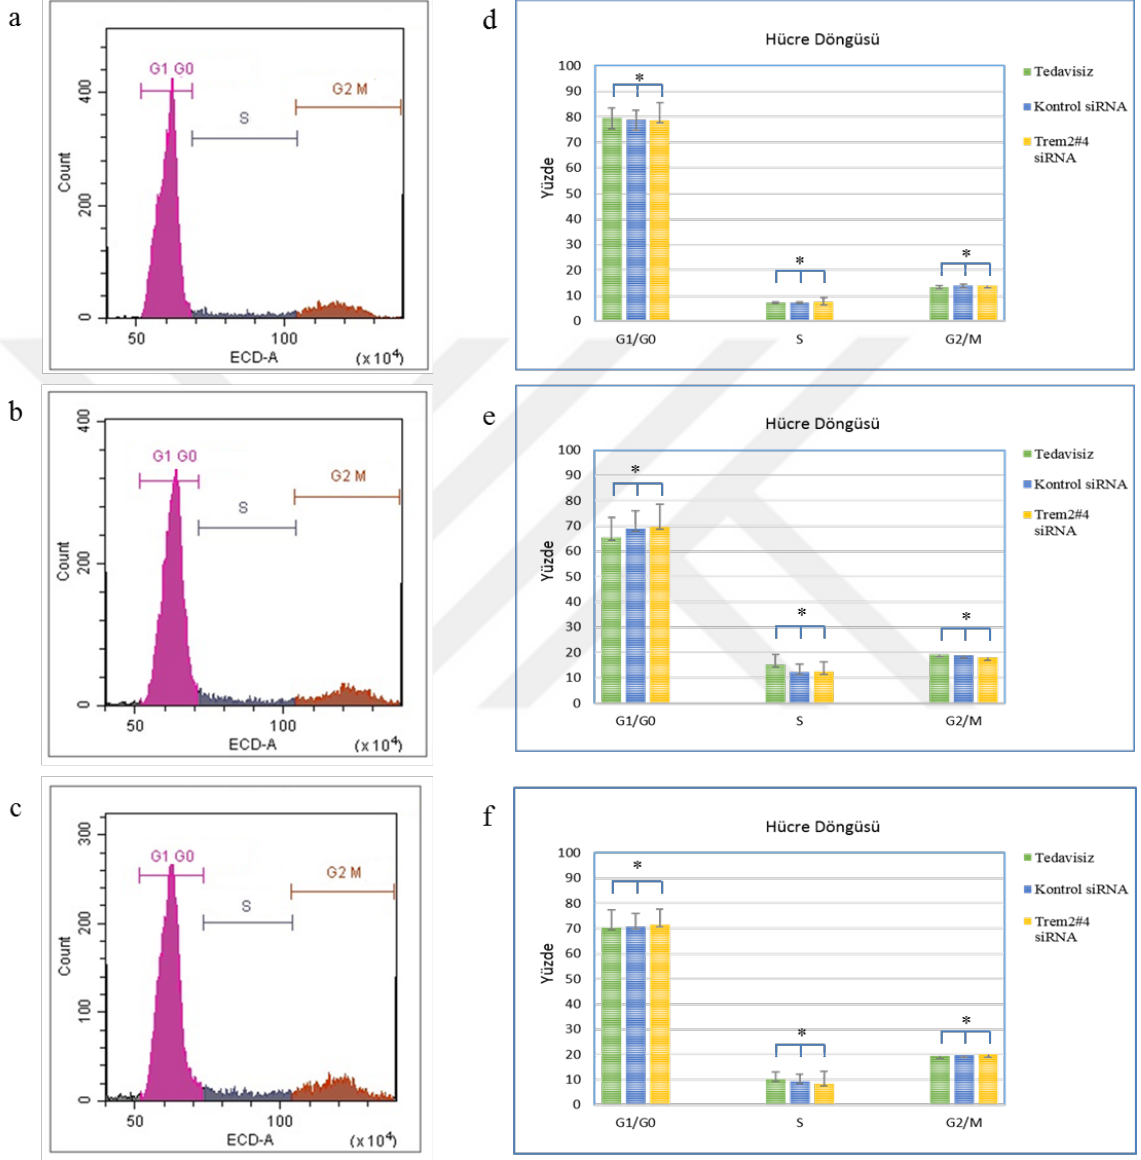 a
G1 G0
S
G2 M
400
200
0
Count
50
100
ECD-A
(x 10⁴)
d
Hücre Döngüsü
100
90
80
70
60
50
40
30
20
10
0
Yüzde
*
*
*
G1/G0
S
G2/M
Tedavisiz
Kontrol siRNA
Trem2#4
siRNA
b
G1 G0
S
G2 M
400
200
0
Count
50
100
ECD-A
(x 10⁴)
e
Hücre Döngüsü
100
90
80
70
60
50
40
30
20
10
0
Yüzde
*
*
*
G1/G0
S
G2/M
Tedavisiz
Kontrol siRNA
Trem2#4
siRNA
c
G1 G0
S
G2 M
300
200
100
0
Count
50
100
ECD-A
(x 10⁴)
f
Hücre Döngüsü
100
90
80
70
60
50
40
30
20
10
0
Yüzde
*
*
*
G1/G0
S
G2/M
Tedavisiz
Kontrol siRNA
Trem2#4
siRNA